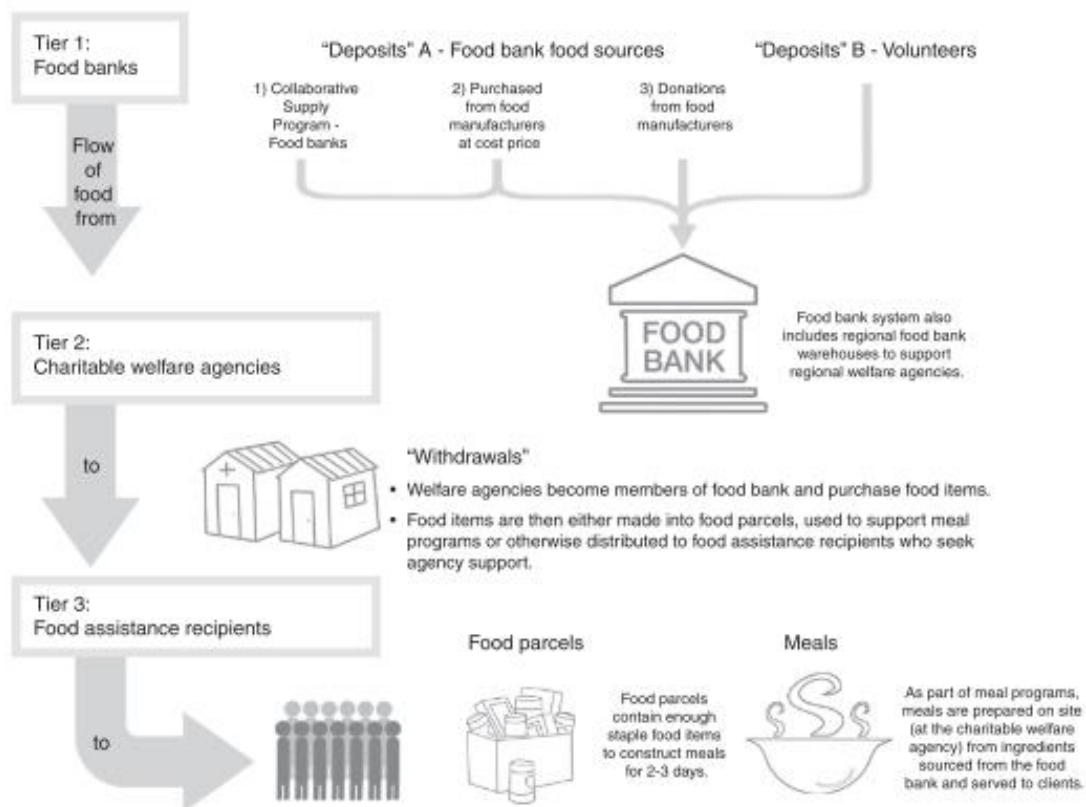 Tier 1:
Food banks
Flow
of
food
from
"Deposits" A - Food bank food sources
"Deposits" B - Volunteers
1) Collaborative
Supply
Program -
Food banks
2) Purchased
from food
manufacturers
at cost price
3) Donations
from food
manufacturers
FOOD
BANK
Food bank system also
includes regional food bank
warehouses to support
regional welfare agencies.
Tier 2:
Charitable welfare agencies
to
"Withdrawals"
• Welfare agencies become members of food bank and purchase food items.
• Food items are then either made into food parcels, used to support meal
programs or otherwise distributed to food assistance recipients who seek
agency support.
Tier 3:
Food assistance recipients
to
Food parcels
Food parcels
contain enough
staple food items
to construct meals
for 2-3 days.
Meals
As part of meal programs,
meals are prepared on site
(at the charitable welfare
agency) from ingredients
sourced from the food
bank and served to clients.